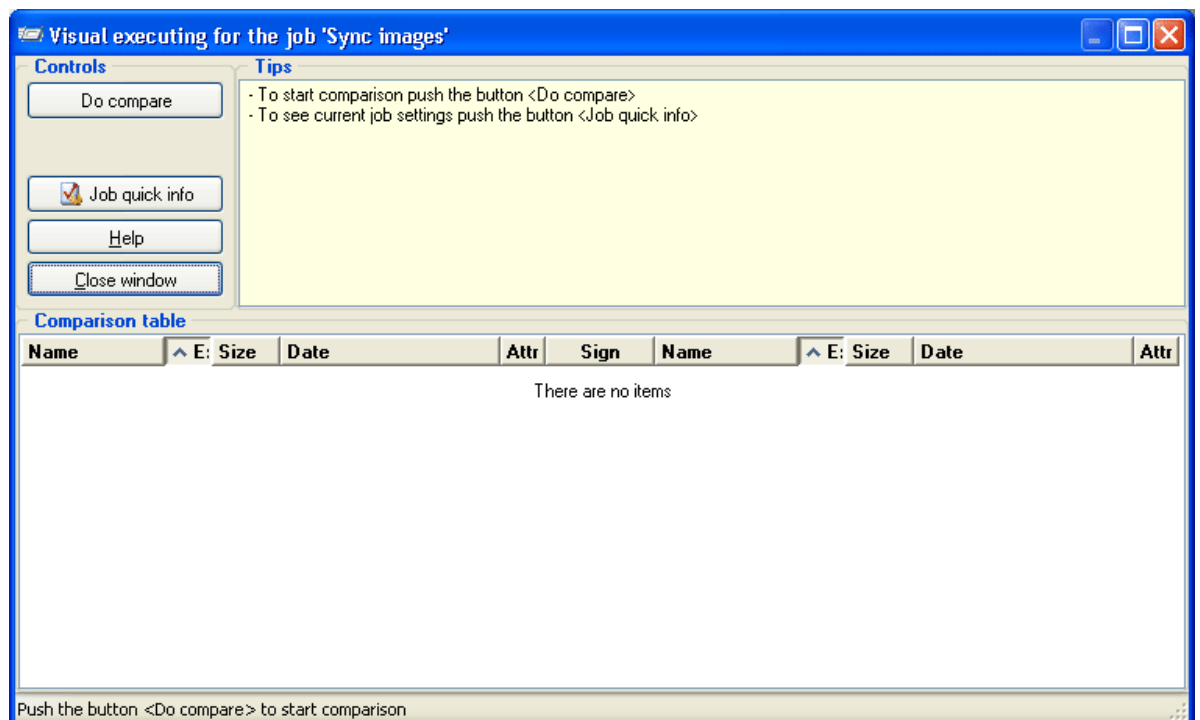 Visual executing for the job 'Sync images'
Controls
Tips
Do compare
- To start comparison push the button <Do compare>
- To see current job settings push the button <Job quick info>
Job quick info
Help
Close window
Comparison table
Name E: Size Date Attr Sign Name E: Size Date Attr
There are no items
Push the button <Do compare> to start comparison